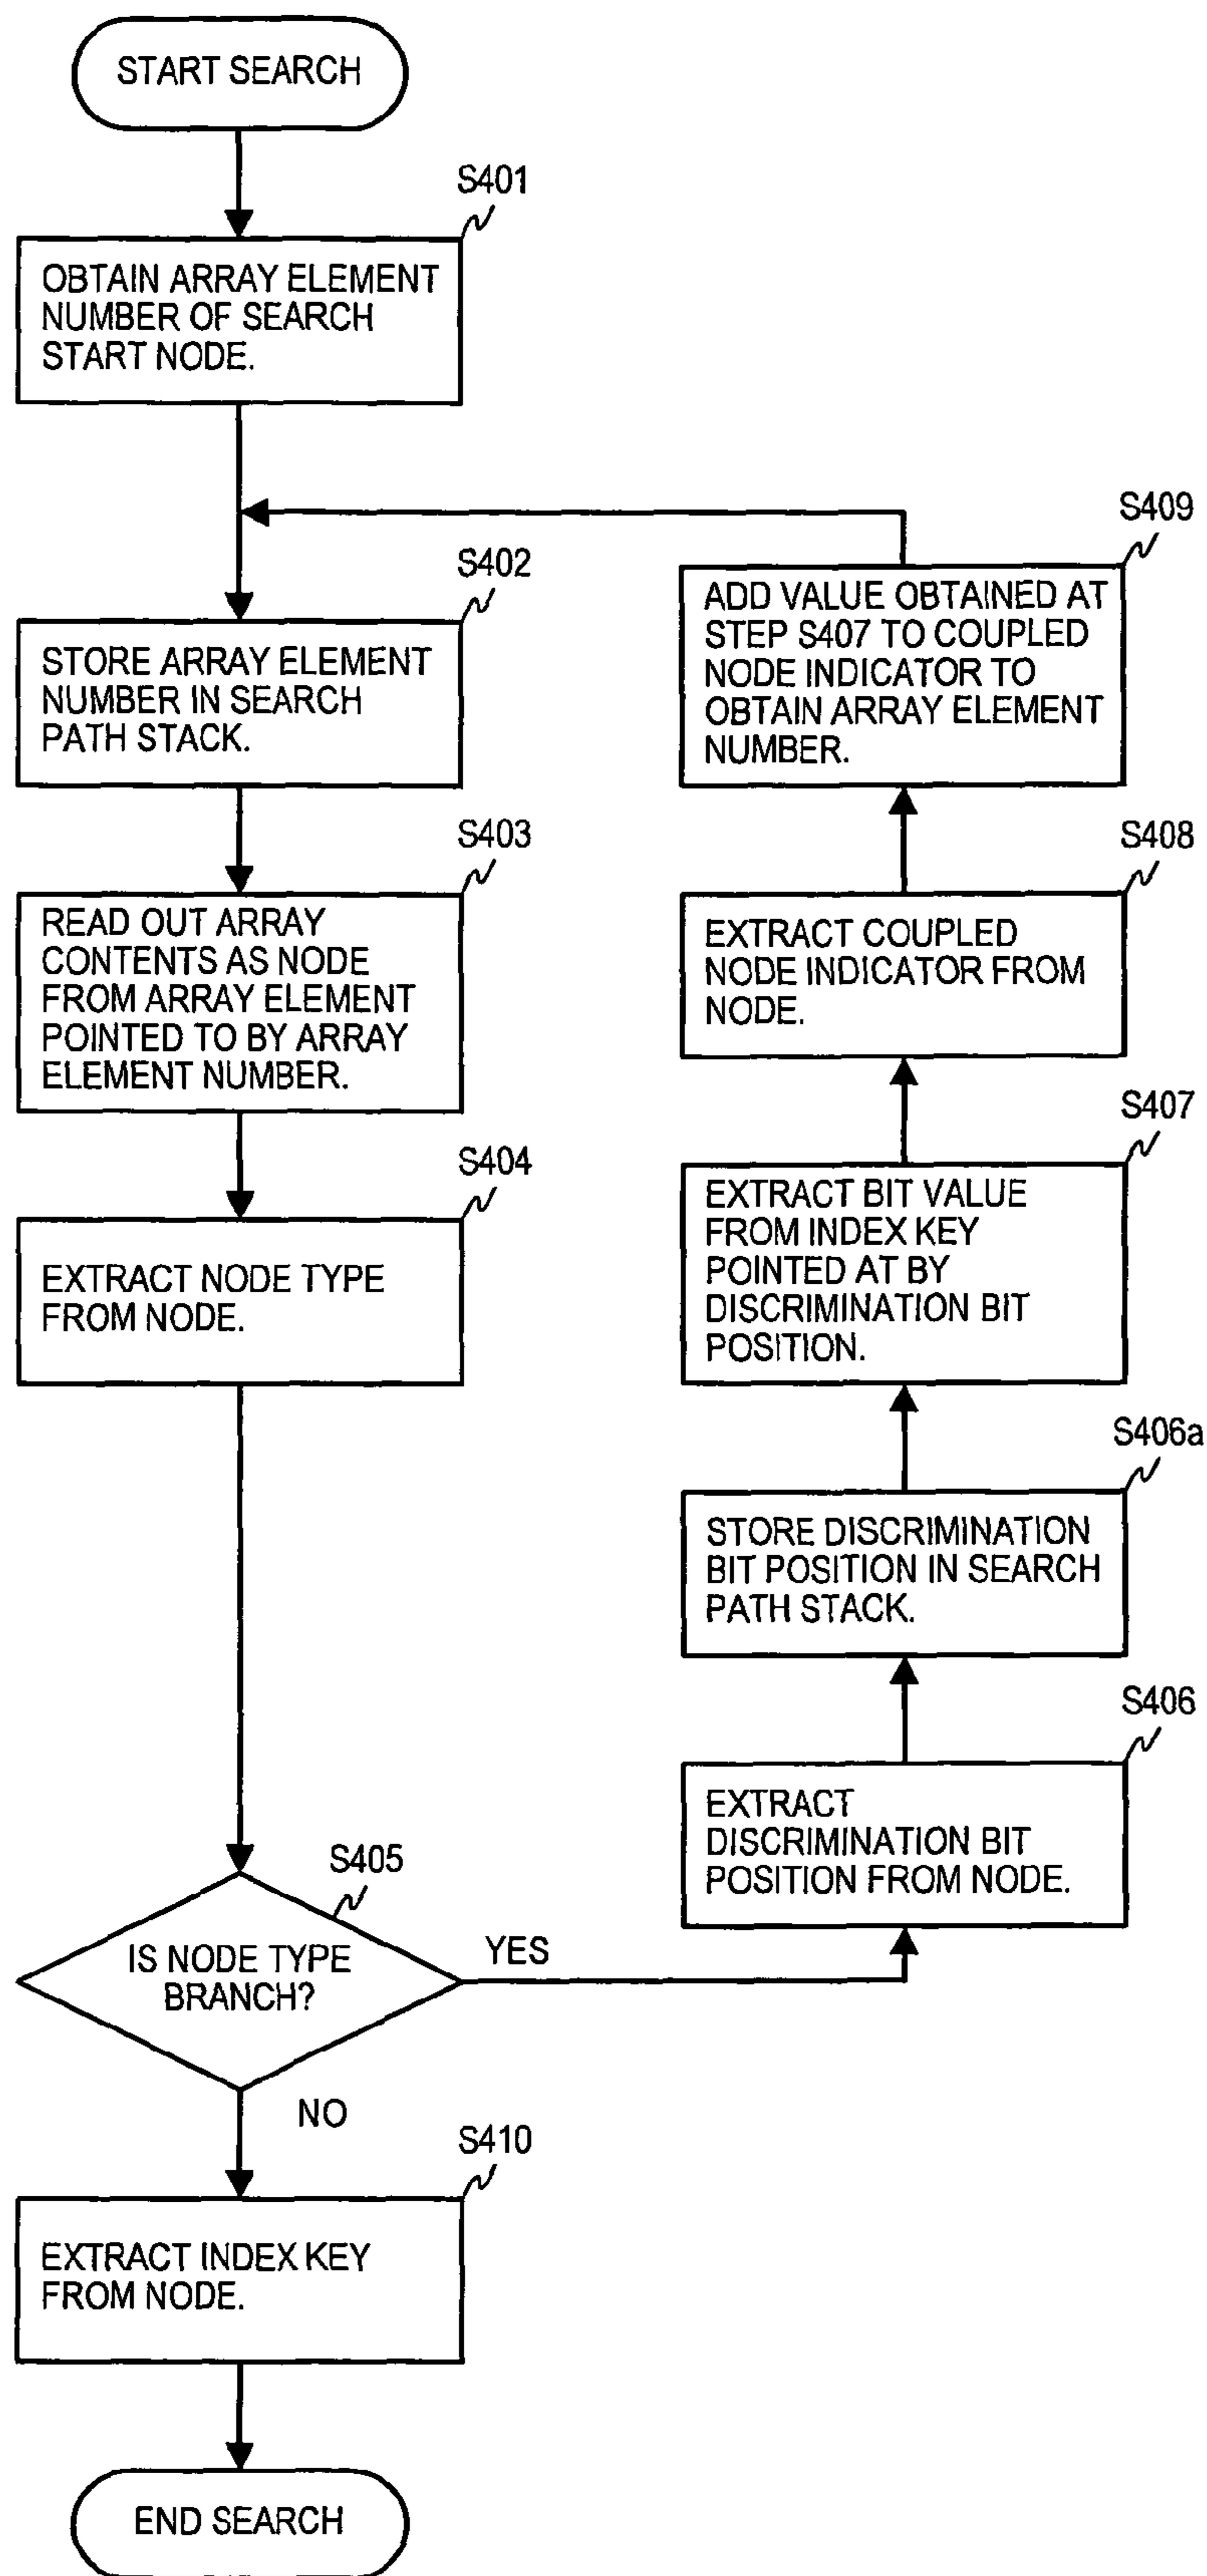 START SEARCH
S401
OBTAIN ARRAY ELEMENT
NUMBER OF SEARCH
START NODE.
S402
STORE ARRAY ELEMENT
NUMBER IN SEARCH
PATH STACK.
S403
READ OUT ARRAY
CONTENTS AS NODE
FROM ARRAY ELEMENT
POINTED TO BY ARRAY
ELEMENT NUMBER.
S404
EXTRACT NODE TYPE
FROM NODE.
S405
IS NODE TYPE
BRANCH?
YES
NO
S406
EXTRACT
DISCRIMINATION BIT
POSITION FROM NODE.
S406a
STORE DISCRIMINATION
BIT POSITION IN SEARCH
PATH STACK.
S407
EXTRACT BIT VALUE
FROM INDEX KEY
POINTED AT BY
DISCRIMINATION BIT
POSITION.
S408
EXTRACT COUPLED
NODE INDICATOR FROM
NODE.
S409
ADD VALUE OBTAINED AT
STEP S407 TO COUPLED
NODE INDICATOR TO
OBTAIN ARRAY ELEMENT
NUMBER.
S410
EXTRACT INDEX KEY
FROM NODE.
END SEARCH